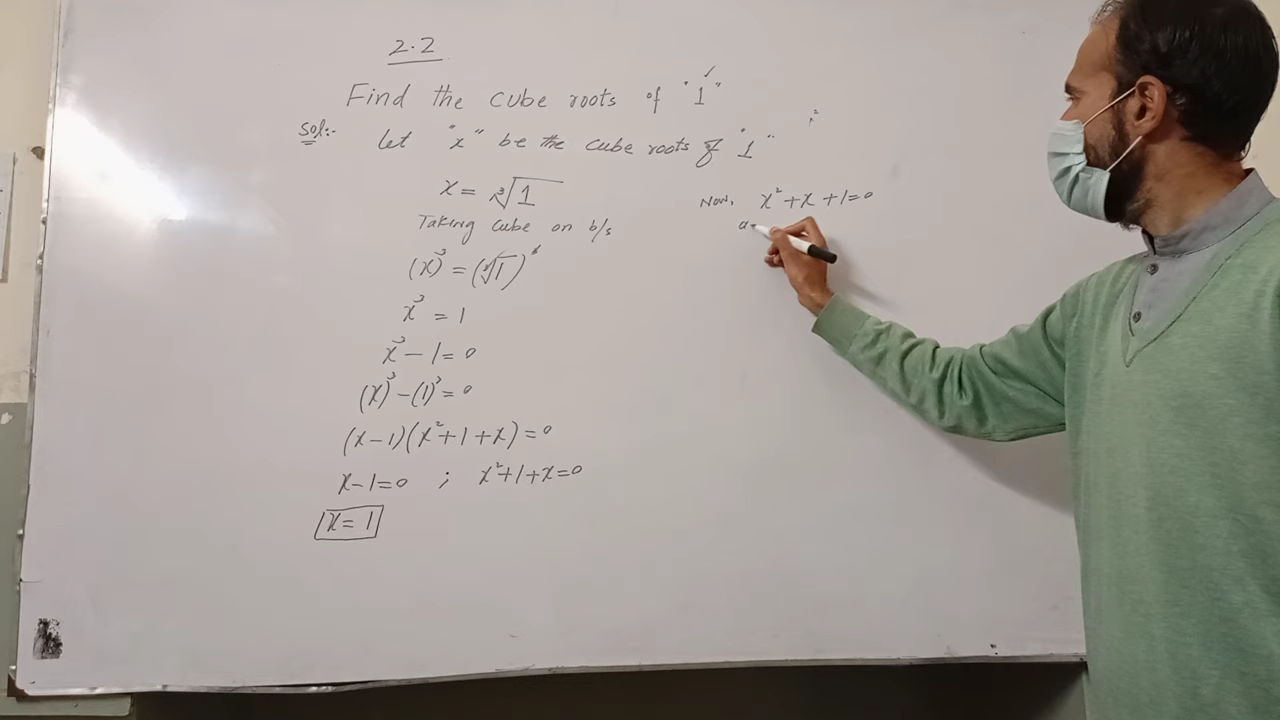 2.2
Find the cube roots of "1"
Sol:-
Let "x" be the cube roots of "1"
x = ∛1
Taking cube on b/s
(x)³ = (∛1)³
x³ = 1
x³ - 1 = 0
(x)³ - (1)³ = 0
(x-1)(x²+1+x) = 0
x-1=0 ; x²+1+x=0
x = 1
Now, x²+x+1=0
a=